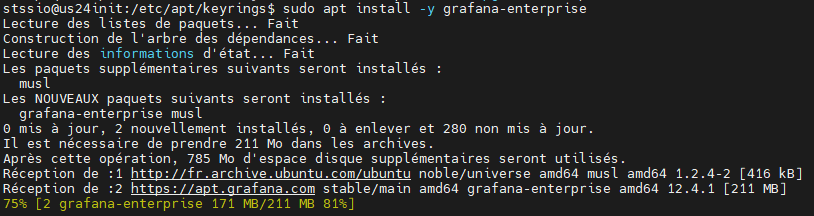 stssio@us24init:/etc/apt/keyrings$ sudo apt install -y grafana-enterprise
Lecture des listes de paquets... Fait
Construction de l'arbre des dépendances... Fait
Lecture des informations d'état... Fait
Les paquets supplémentaires suivants seront installés :
  musl
Les NOUVEAUX paquets suivants seront installés :
  grafana-enterprise musl
0 mis à jour, 2 nouvellement installés, 0 à enlever et 280 non mis à jour.
Il est nécessaire de prendre 211 Mo dans les archives.
Après cette opération, 785 Mo d'espace disque supplémentaires seront utilisés.
Réception de :1 http://fr.archive.ubuntu.com/ubuntu noble/universe amd64 musl amd64 1.2.4-2 [416 kB]
Réception de :2 https://apt.grafana.com stable/main amd64 grafana-enterprise amd64 12.4.1 [211 MB]
75% [2 grafana-enterprise 171 MB/211 MB 81%]